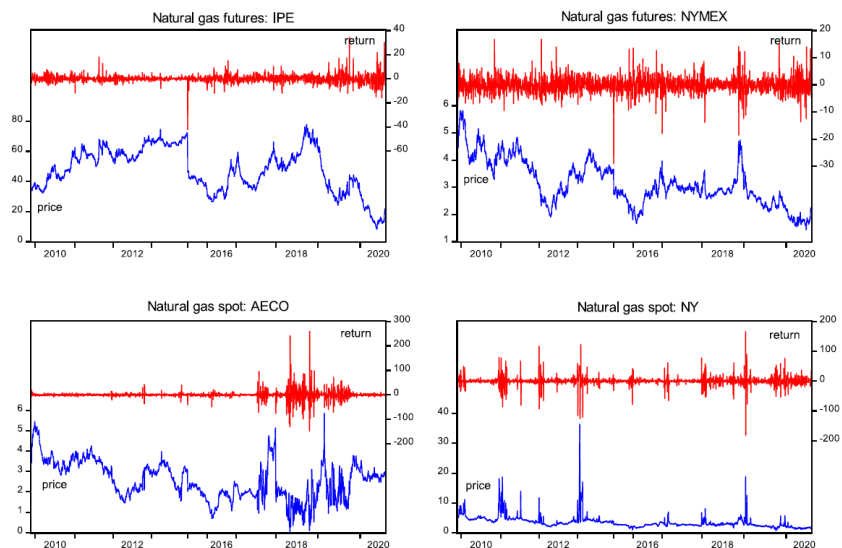 Natural gas futures: IPE
return
40
20
0
-20
-40
-60
80
60
40
20
0
price
2010 2012 2014 2016 2018 2020
Natural gas futures: NYMEX
return
20
10
0
-10
-20
-30
6
5
4
3
2
1
price
2010 2012 2014 2016 2018 2020
Natural gas spot: AECO
return
300
200
100
0
-100
-200
6
5
4
3
2
1
0
price
2010 2012 2014 2016 2018 2020
Natural gas spot: NY
return
200
100
0
-100
-200
40
30
20
10
0
price
2010 2012 2014 2016 2018 2020